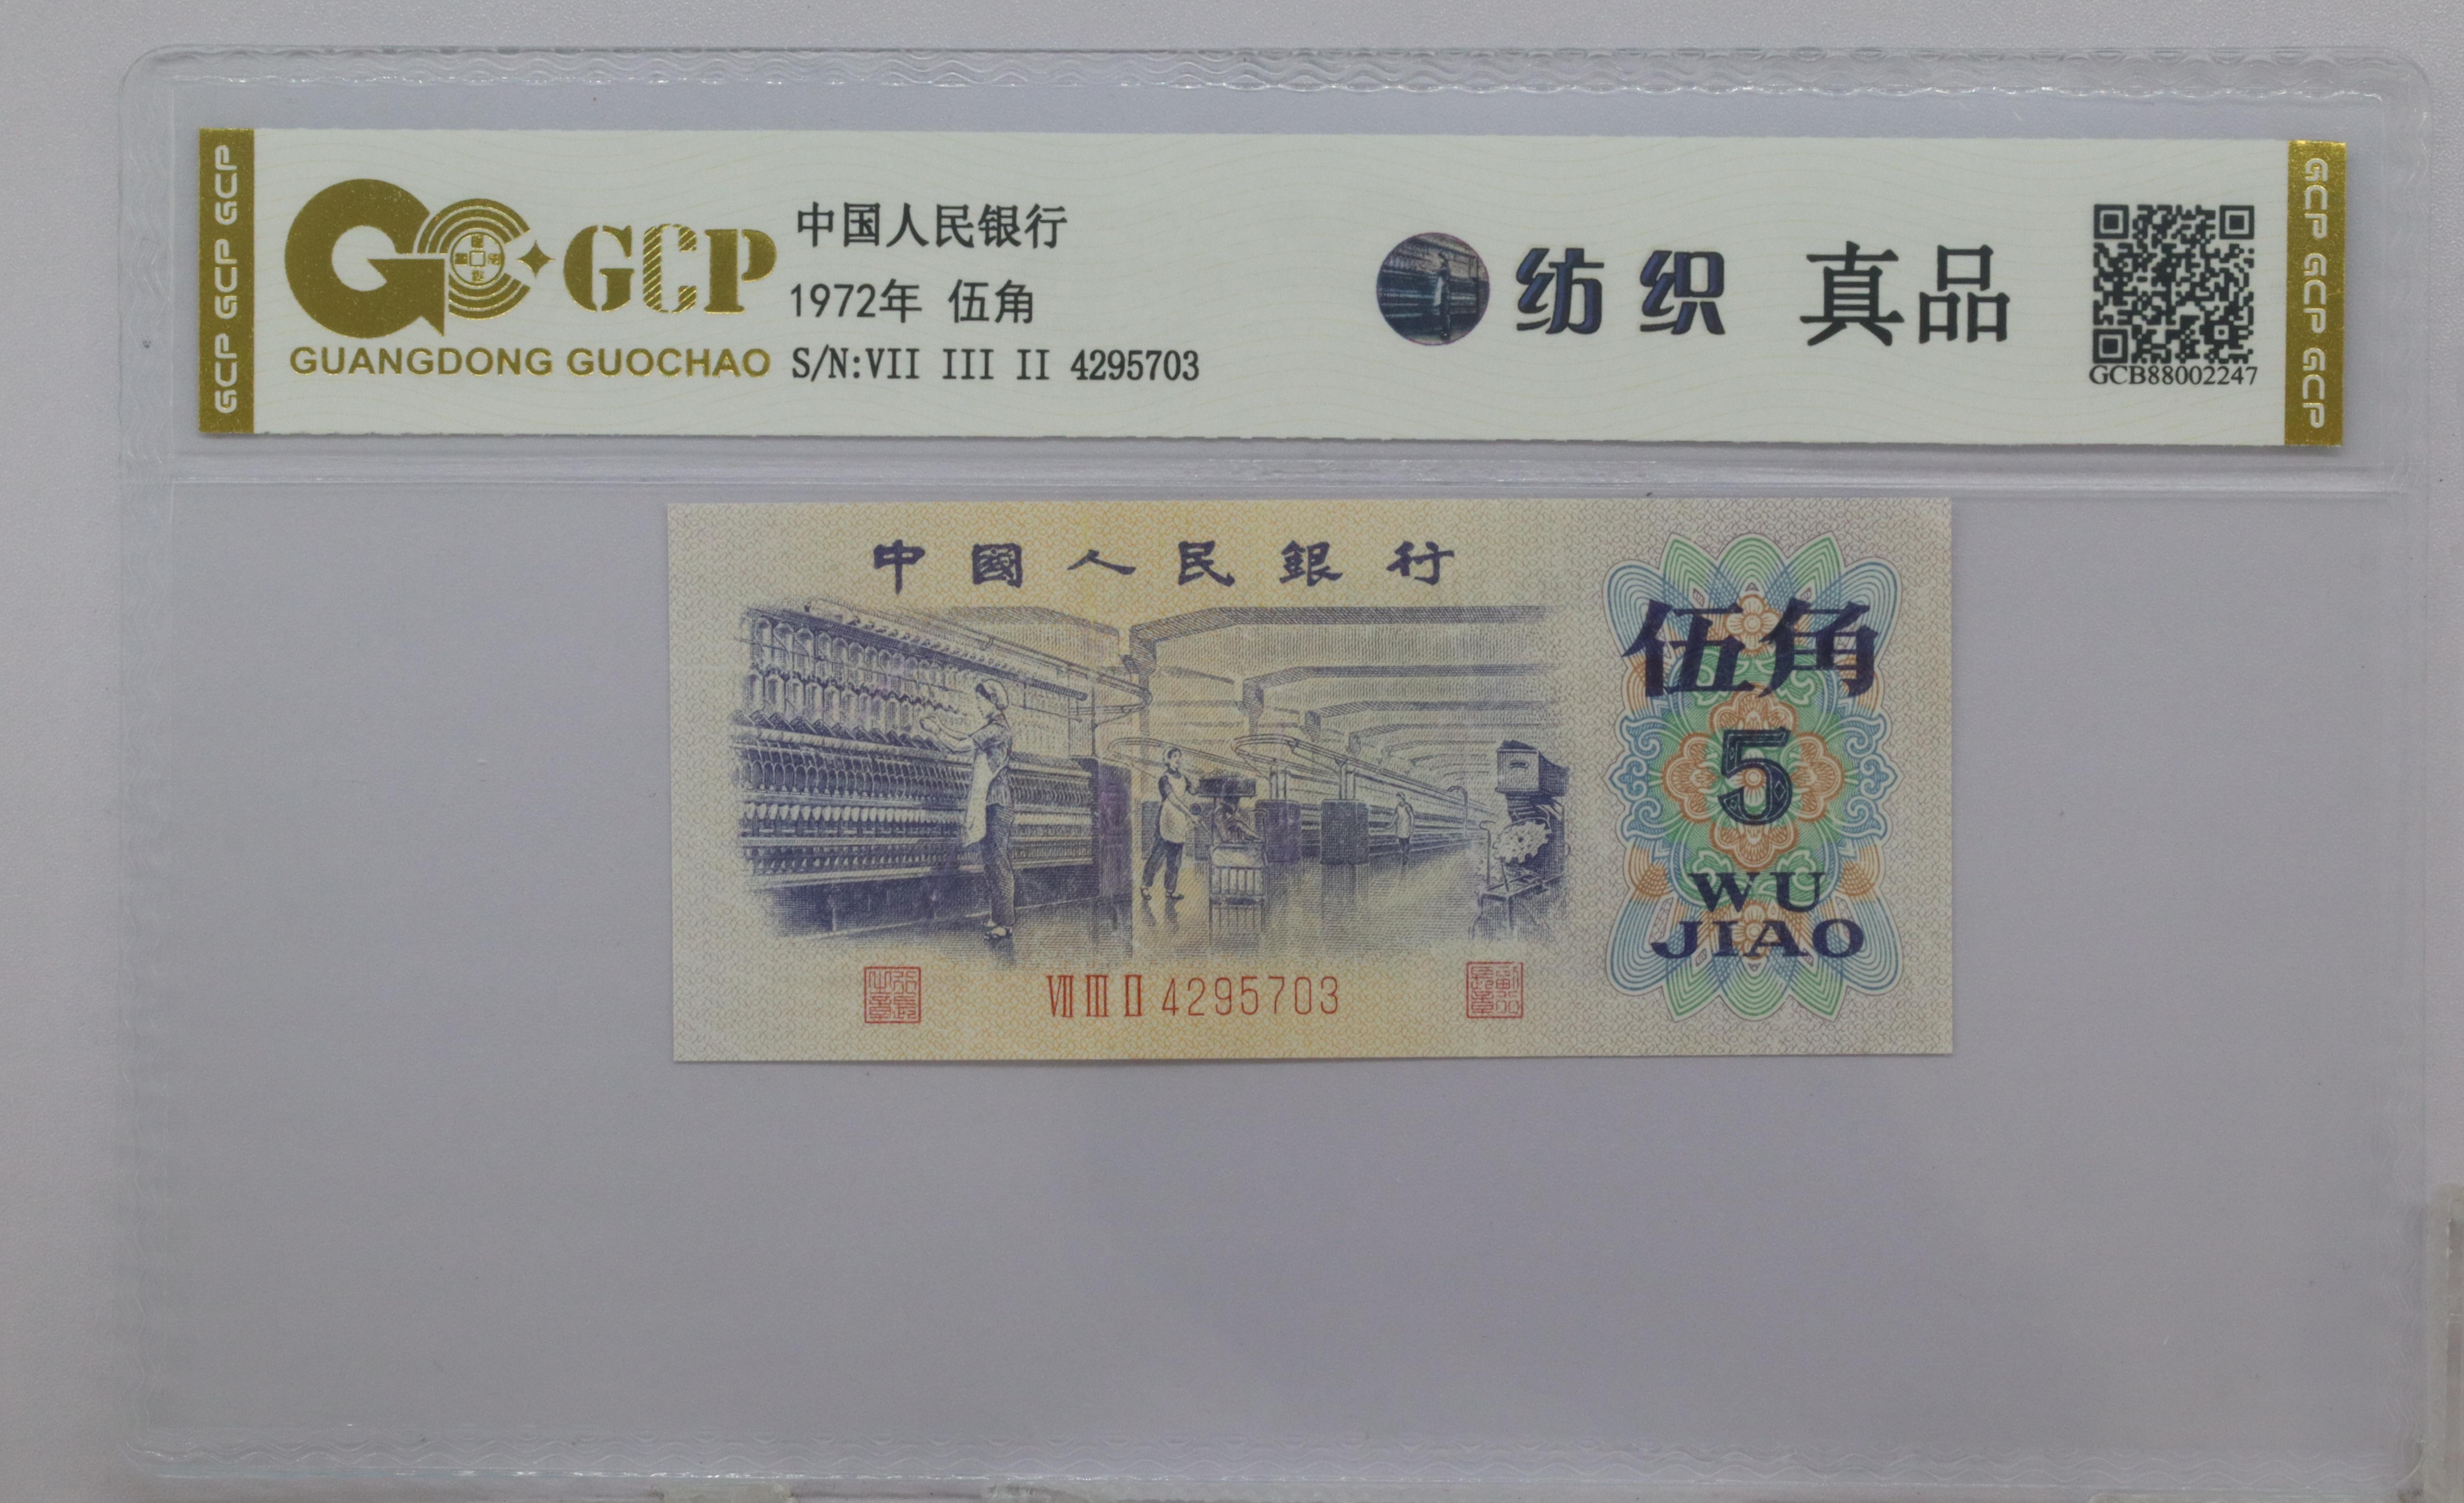 GCP GCP GCP
GCP
GUANGDONG GUOCHAO
中国人民银行
1972年 伍角
S/N:VII III II 4295703
纺织 真品
GCB88002247
GCP GCP GCP
中國人民銀行
伍角
5
WU
JIAO
VII III II 4295703